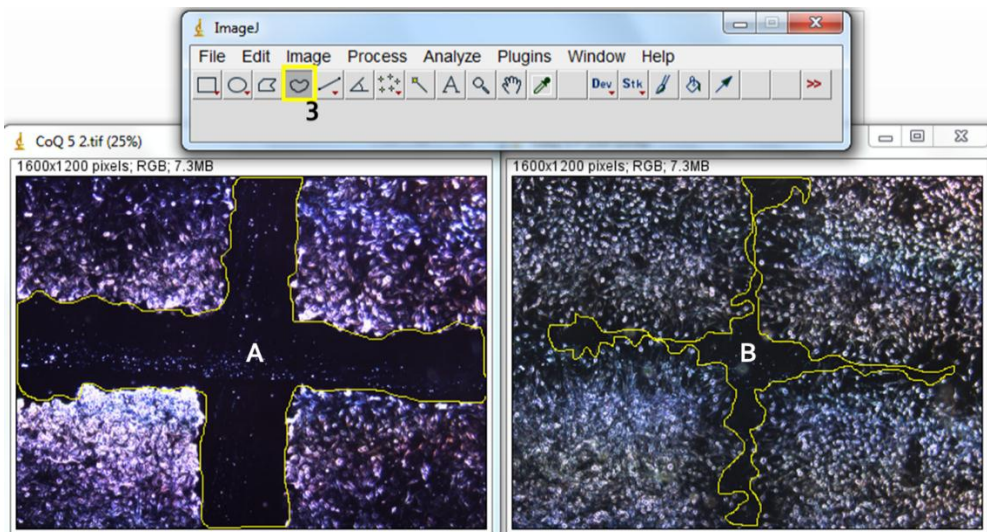 ImageJ
File Edit Image Process Analyze Plugins Window Help
A Dev Stk >>
3
CoQ 5 2.tif (25%)
1600x1200 pixels; RGB; 7.3MB
1600x1200 pixels; RGB; 7.3MB
A
B